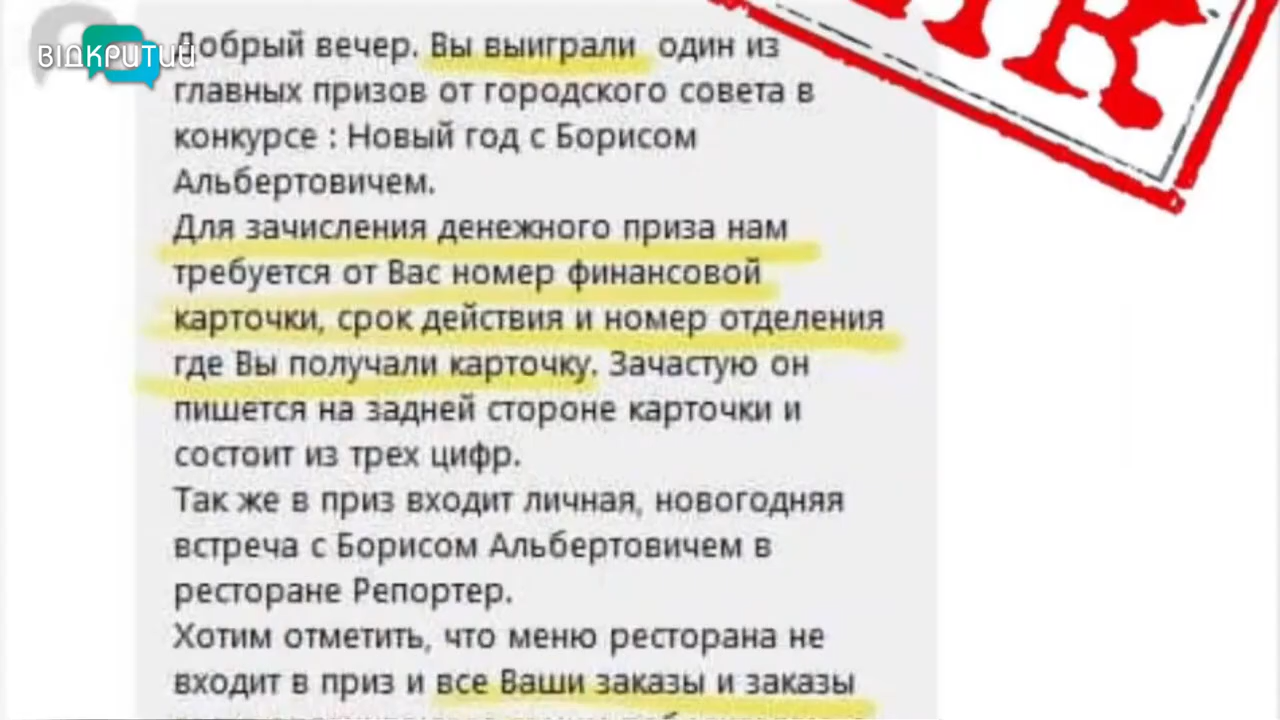 ВІДКРИТИЙ
Добрый вечер. Вы выиграли один из
главных призов от городского совета в
конкурсе : Новый год с Борисом
Альбертовичем.
Для зачисления денежного приза нам
требуется от Вас номер финансовой
карточки, срок действия и номер отделения
где Вы получали карточку. Зачастую он
пишется на задней стороне карточки и
состоит из трех цифр.
Так же в приз входит личная, новогодняя
встреча с Борисом Альбертовичем в
ресторане Репортер.
Хотим отметить, что меню ресторана не
входит в приз и все Ваши заказы и заказы